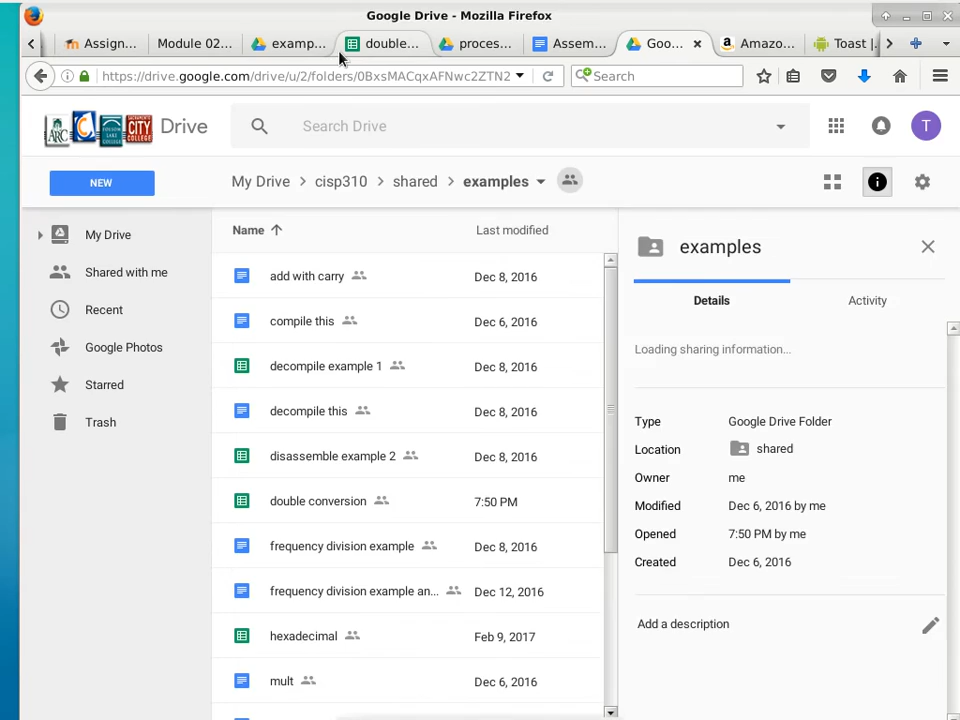 Google Drive - Mozilla Firefox
Assign...
Module 02...
examp...
double...
proces...
Assem...
Goo...
Amazo...
Toast |
https://drive.google.com/drive/u/2/folders/0BxsMACqxAFNwc2ZTN2
Search
ARC
SACRAMENTO CITY COLLEGE
Drive
Search Drive
T
NEW
My Drive > cisp310 > shared > examples
My Drive
Shared with me
Recent
Google Photos
Starred
Trash
Name
Last modified
add with carry Dec 8, 2016
compile this Dec 6, 2016
decompile example 1 Dec 8, 2016
decompile this Dec 8, 2016
disassemble example 2 Dec 8, 2016
double conversion 7:50 PM
frequency division example Dec 8, 2016
frequency division example an... Dec 12, 2016
hexadecimal Feb 9, 2017
mult Dec 6, 2016
examples
Details
Activity
Loading sharing information...
Type Google Drive Folder
Location shared
Owner me
Modified Dec 6, 2016 by me
Opened 7:50 PM by me
Created Dec 6, 2016
Add a description